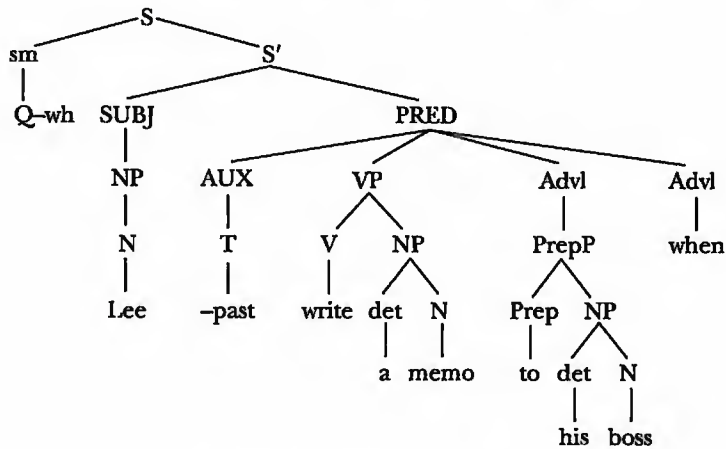 S
sm S′
Q–wh SUBJ PRED
NP AUX VP Advl Advl
N T V NP PrepP when
Lee –past write det N Prep NP
a memo to det N
his boss